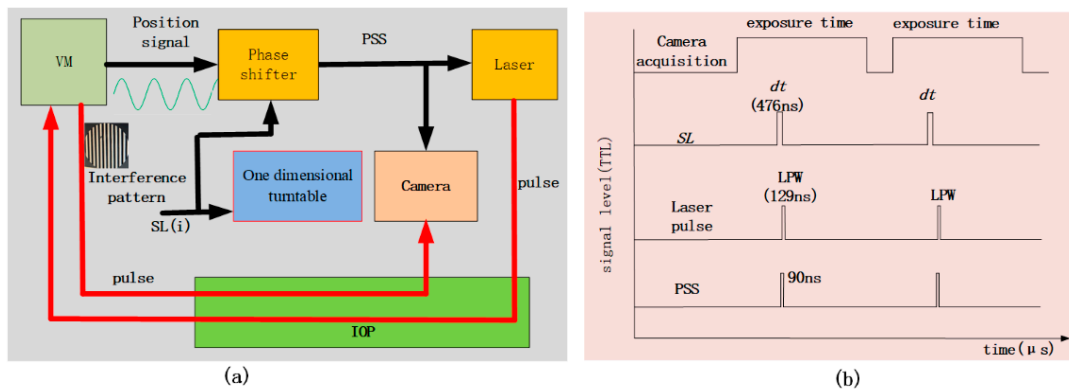 Position
signal
VM
Phase
shifter
PSS
Laser
Interference
pattern
One dimensional
turntable
Camera
pulse
SL(i)
pulse
IOP
(a)
exposure time
exposure time
Camera
acquisition
dt
(476ns)
dt
SL
LPW
(129ns)
LPW
Laser
pulse
PSS
90ns
signal level(TTL)
time(μs)
(b)